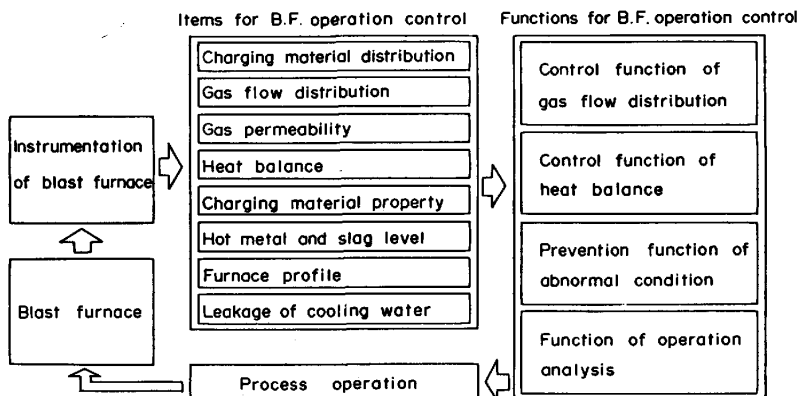 Items for B.F. operation control
Functions for B.F. operation control
Instrumentation
of blast furnace
Blast furnace
Charging material distribution
Gas flow distribution
Gas permeability
Heat balance
Charging material property
Hot metal and slag level
Furnace profile
Leakage of cooling water
Control function of
gas flow distribution
Control function of
heat balance
Prevention function of
abnormal condition
Function of operation
analysis
Process operation